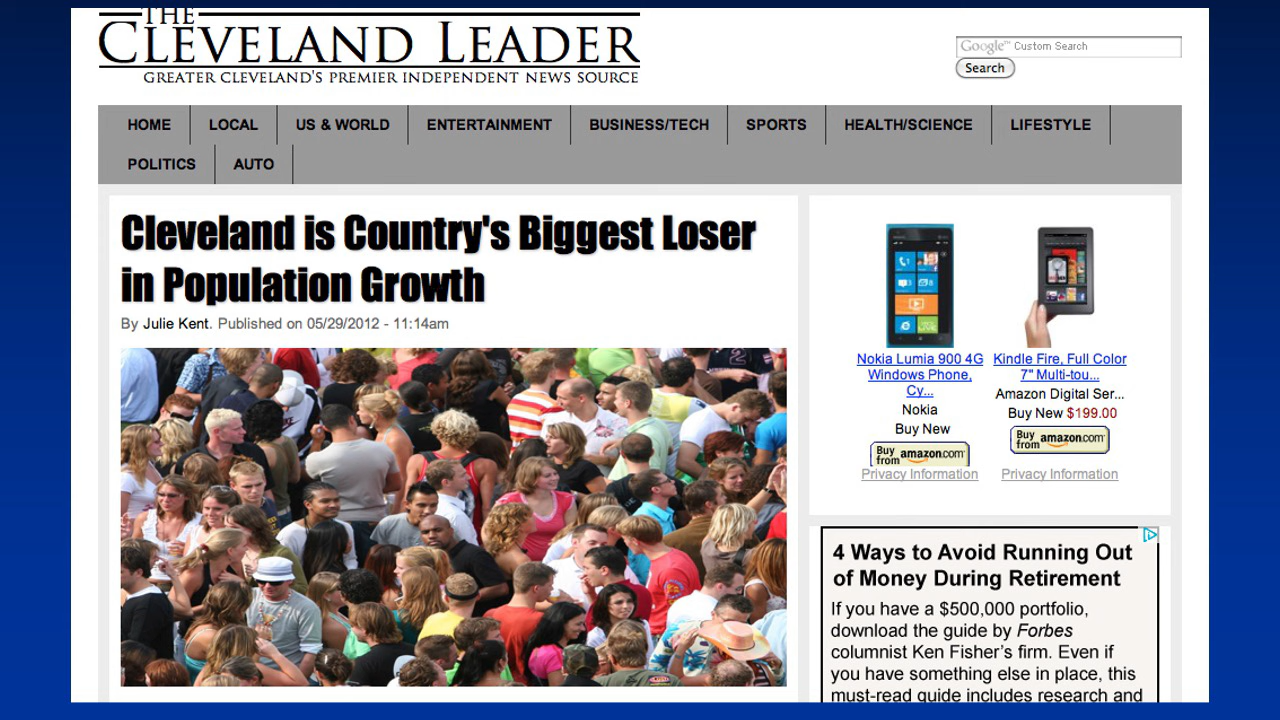 THE
CLEVELAND LEADER
GREATER CLEVELAND'S PREMIER INDEPENDENT NEWS SOURCE
Google™ Custom Search
Search
HOME LOCAL US & WORLD ENTERTAINMENT BUSINESS/TECH SPORTS HEALTH/SCIENCE LIFESTYLE
POLITICS AUTO
Cleveland is Country's Biggest Loser
in Population Growth
By Julie Kent. Published on 05/29/2012 - 11:14am
Nokia Lumia 900 4G
Windows Phone,
Cy...
Nokia
Buy New
Buy
from amazon.com
Privacy Information
Kindle Fire, Full Color
7" Multi-tou...
Amazon Digital Ser...
Buy New $199.00
Buy
from amazon.com
Privacy Information
4 Ways to Avoid Running Out
of Money During Retirement
If you have a $500,000 portfolio,
download the guide by Forbes
columnist Ken Fisher's firm. Even if
you have something else in place, this
must-read guide includes research and